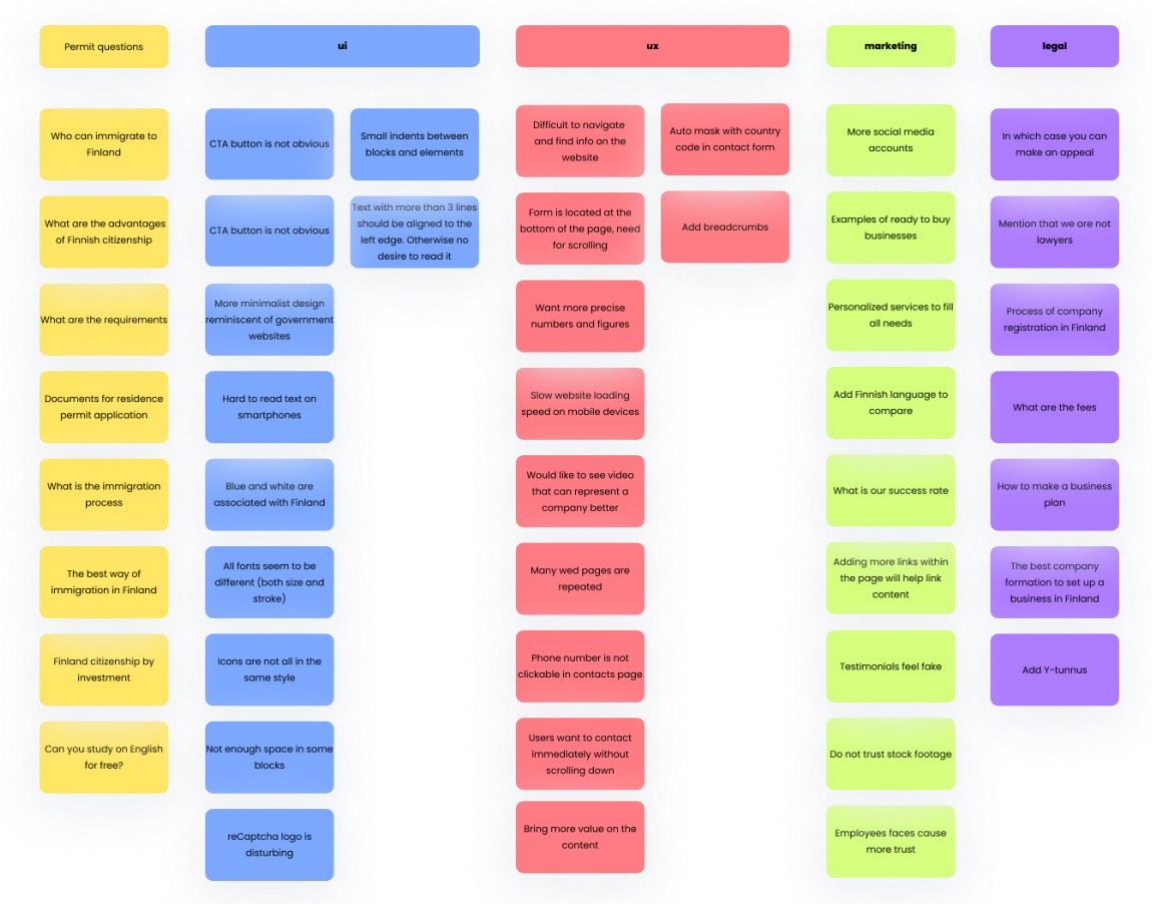 Permit questions
Who can immigrate to
Finland
What are the advantages
of Finnish citizenship
What are the requirements
Documents for residence
permit application
What is the immigration
process
The best way of
immigration in Finland
Finland citizenship by
investment
Can you study on English
for free?
ui
CTA button is not obvious
CTA button is not obvious
More minimalist design
reminiscent of government
websites
Hard to read text on
smartphones
Blue and white are
associated with Finland
All fonts seem to be
different (both size and
stroke)
Icons are not all in the
same style
Not enough space in some
blocks
reCaptcha logo is
disturbing
Small indents between
blocks and elements
Text with more than 3 lines
should be aligned to the
left edge. Otherwise no
desire to read it
ux
Difficult to navigate
and find info on the
website
Form is located at the
bottom of the page, need
for scrolling
Want more precise
numbers and figures
Slow website loading
speed on mobile devices
Would like to see video
that can represent a
company better
Many wed pages are
repeated
Phone number is not
clickable in contacts page
Users want to contact
immediately without
scrolling down
Bring more value on the
content
Auto mask with country
code in contact form
Add breadcrumbs
marketing
More social media
accounts
Examples of ready to buy
businesses
Personalized services to fill
all needs
Add Finnish language to
compare
What is our success rate
Adding more links within
the page will help link
content
Testimonials feel fake
Do not trust stock footage
Employees faces cause
more trust
legal
In which case you can
make an appeal
Mention that we are not
lawyers
Process of company
registration in Finland
What are the fees
How to make a business
plan
The best company
formation to set up a
business in Finland
Add Y-tunnus